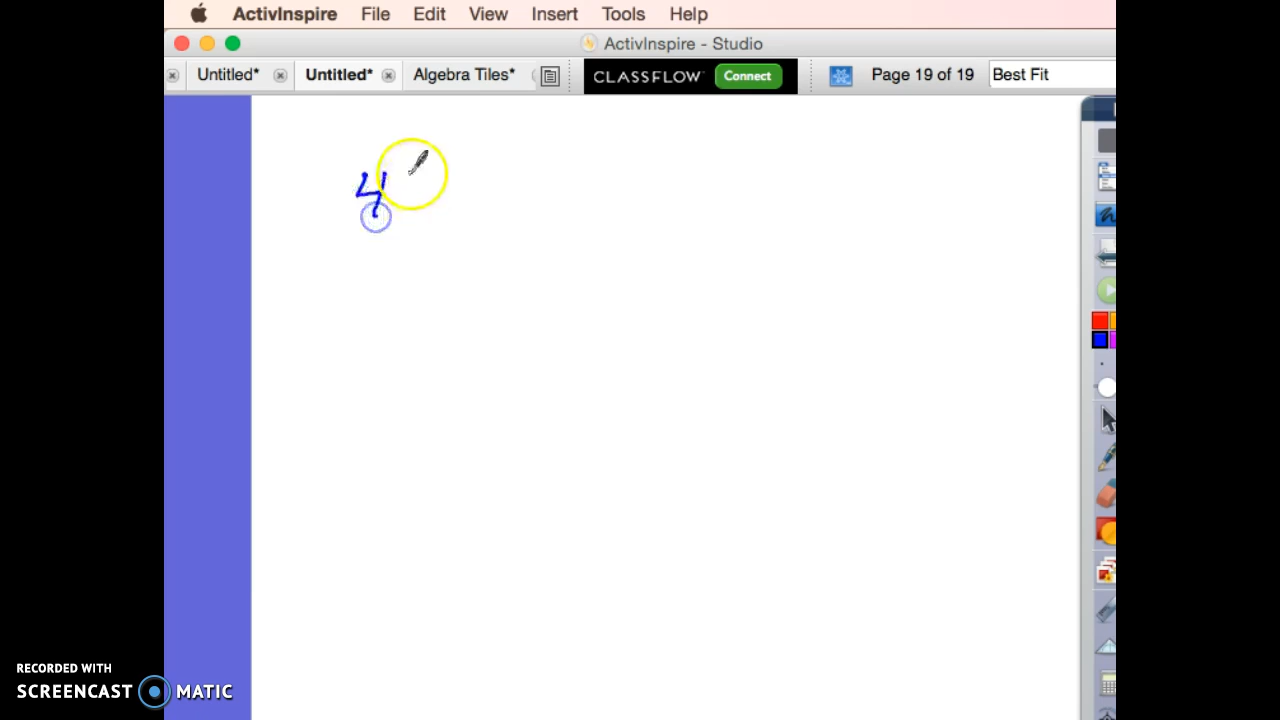 ActivInspire File Edit View Insert Tools Help
ActivInspire - Studio
Untitled* Untitled* Algebra Tiles* CLASSFLOW Connect Page 19 of 19 Best Fit
4
RECORDED WITH
SCREENCAST MATIC